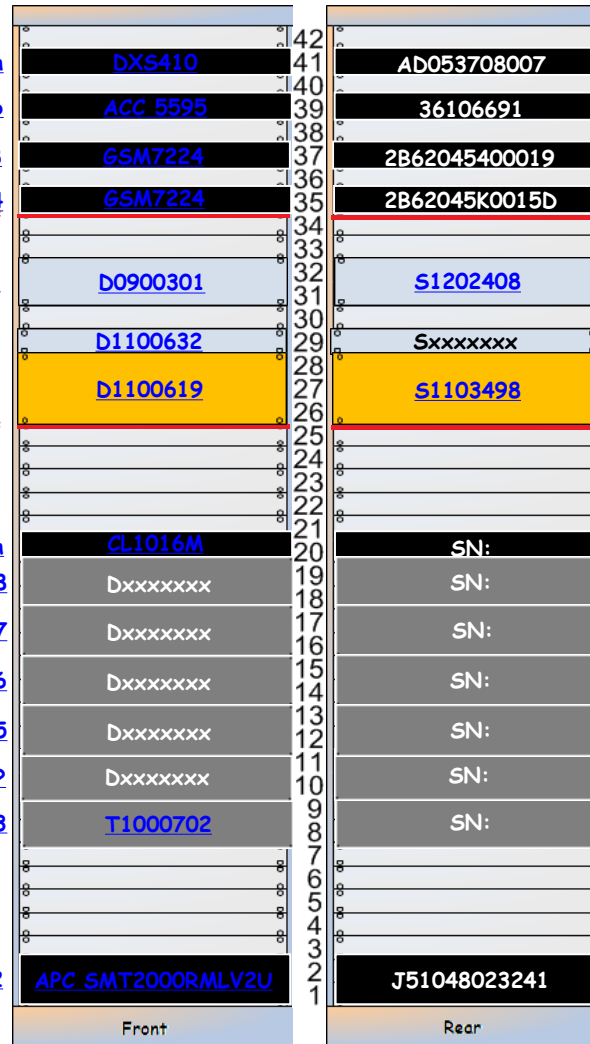 42
DXS410 41 AD053708007
40
ACC 5595 39 36106691
38
GSM7224 37 2B62045400019
36
GSM7224 35 2B62045K0015D
34
33
D0900301 32 S1202408
31
30
D1100632 29 Sxxxxxxx
28
D1100619 27 S1103498
26
25
24
23
22
21
CL1016M 20 SN:
19
Dxxxxxxx SN:
18
17
Dxxxxxxx SN:
16
15
Dxxxxxxx SN:
14
13
Dxxxxxxx SN:
12
11
Dxxxxxxx SN:
10
9
T1000702 SN:
8
7
6
5
4
3
APC SMT2000RMLV2U 2 J51048023241
1
Front Rear